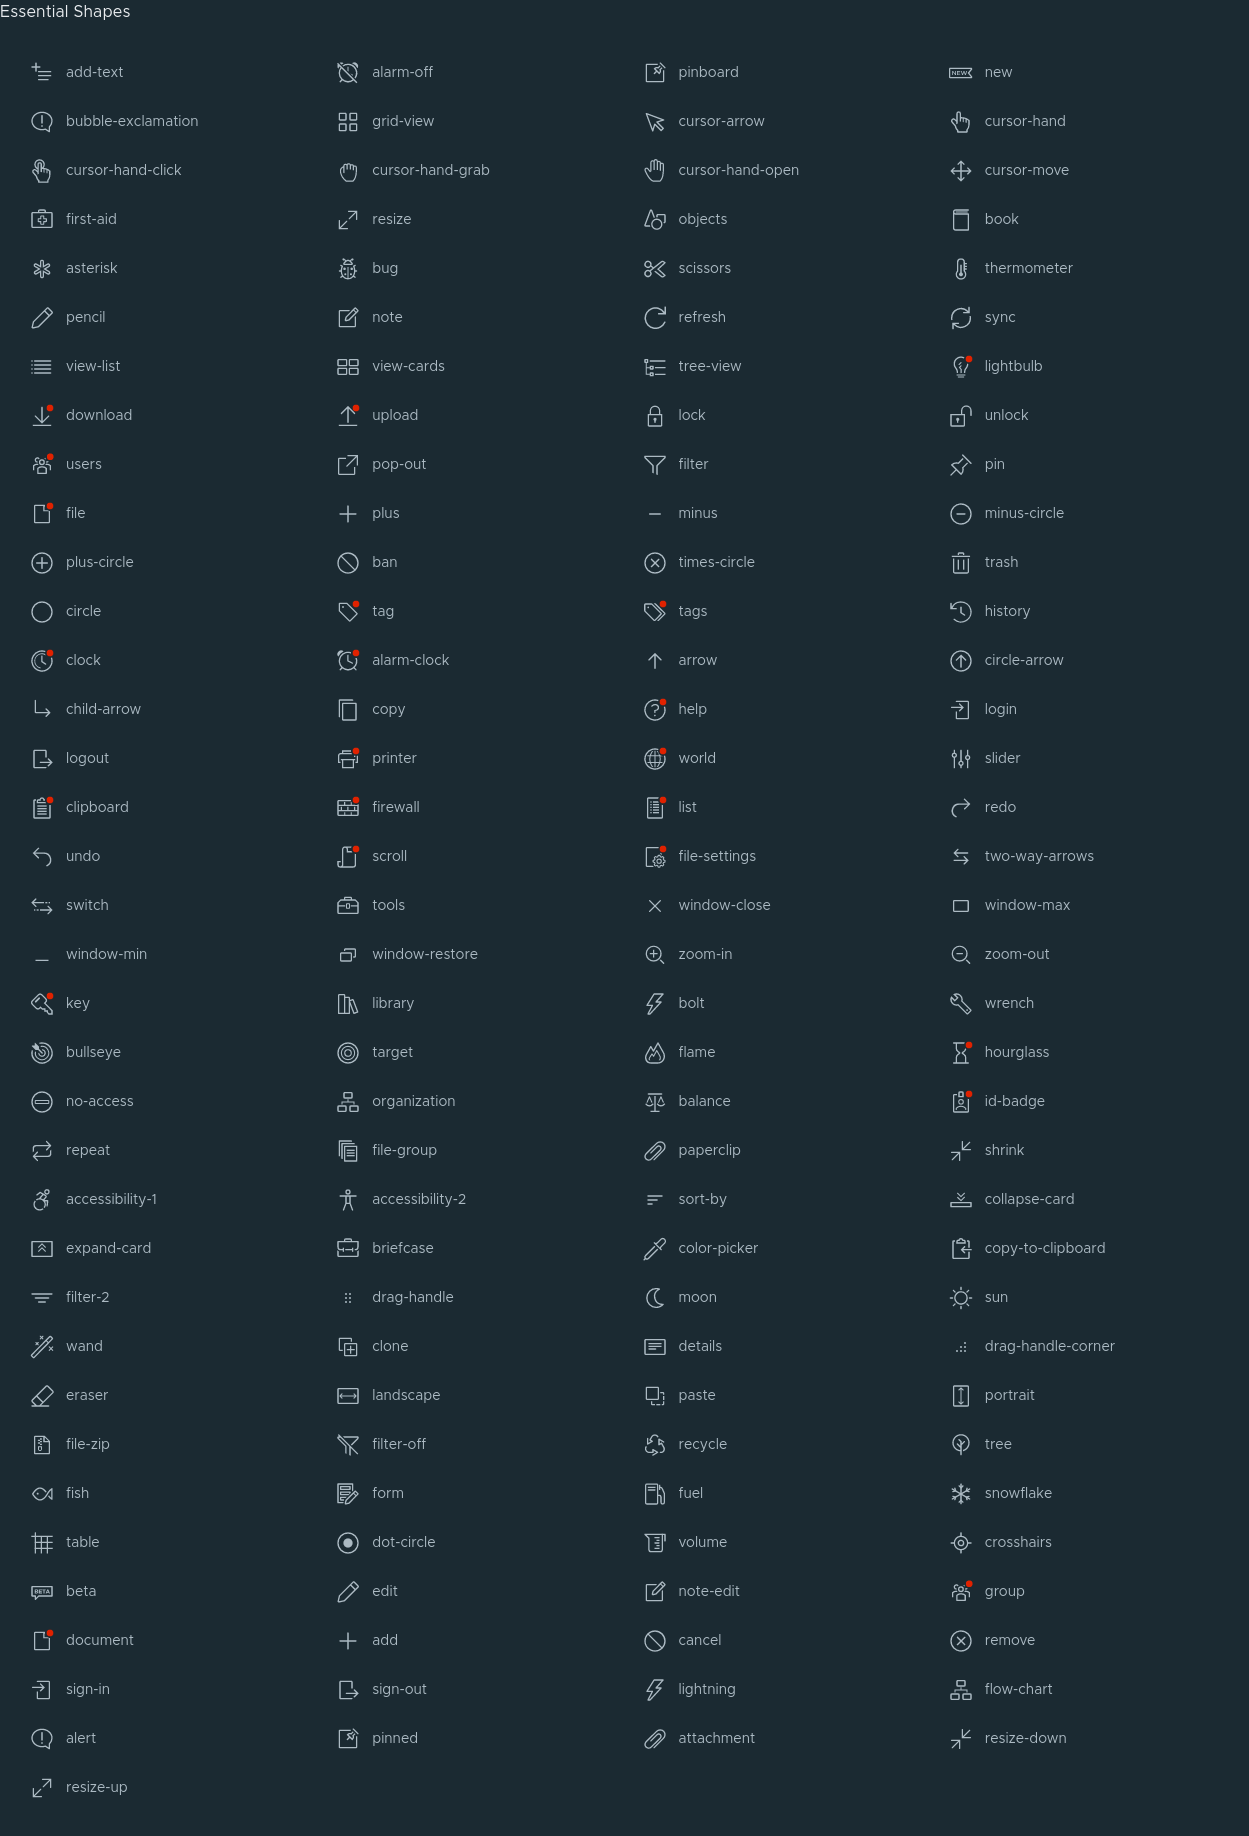 Essential Shapes
add-text alarm-off pinboard NEW new
bubble-exclamation grid-view cursor-arrow cursor-hand
cursor-hand-click cursor-hand-grab cursor-hand-open cursor-move
first-aid resize objects book
asterisk bug scissors thermometer
pencil note refresh sync
view-list view-cards tree-view lightbulb
download upload lock unlock
users pop-out filter pin
file plus minus minus-circle
plus-circle ban times-circle trash
circle tag tags history
clock alarm-clock arrow circle-arrow
child-arrow copy help login
logout printer world slider
clipboard firewall list redo
undo scroll file-settings two-way-arrows
switch tools window-close window-max
window-min window-restore zoom-in zoom-out
key library bolt wrench
bullseye target flame hourglass
no-access organization balance id-badge
repeat file-group paperclip shrink
accessibility-1 accessibility-2 sort-by collapse-card
expand-card briefcase color-picker copy-to-clipboard
filter-2 drag-handle moon sun
wand clone details drag-handle-corner
eraser landscape paste portrait
file-zip filter-off recycle tree
fish form fuel snowflake
table dot-circle volume crosshairs
BETA beta edit note-edit group
document add cancel remove
sign-in sign-out lightning flow-chart
alert pinned attachment resize-down
resize-up